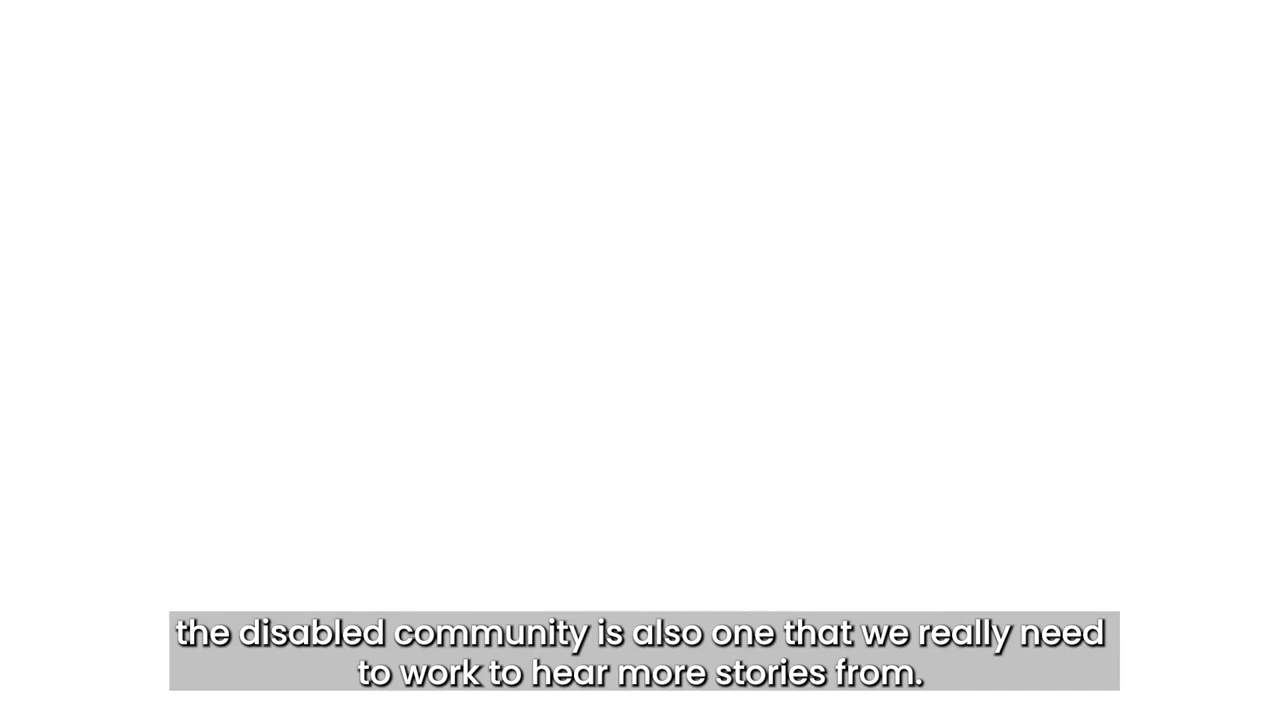 the disabled community is also one that we really need
to work to hear more stories from.